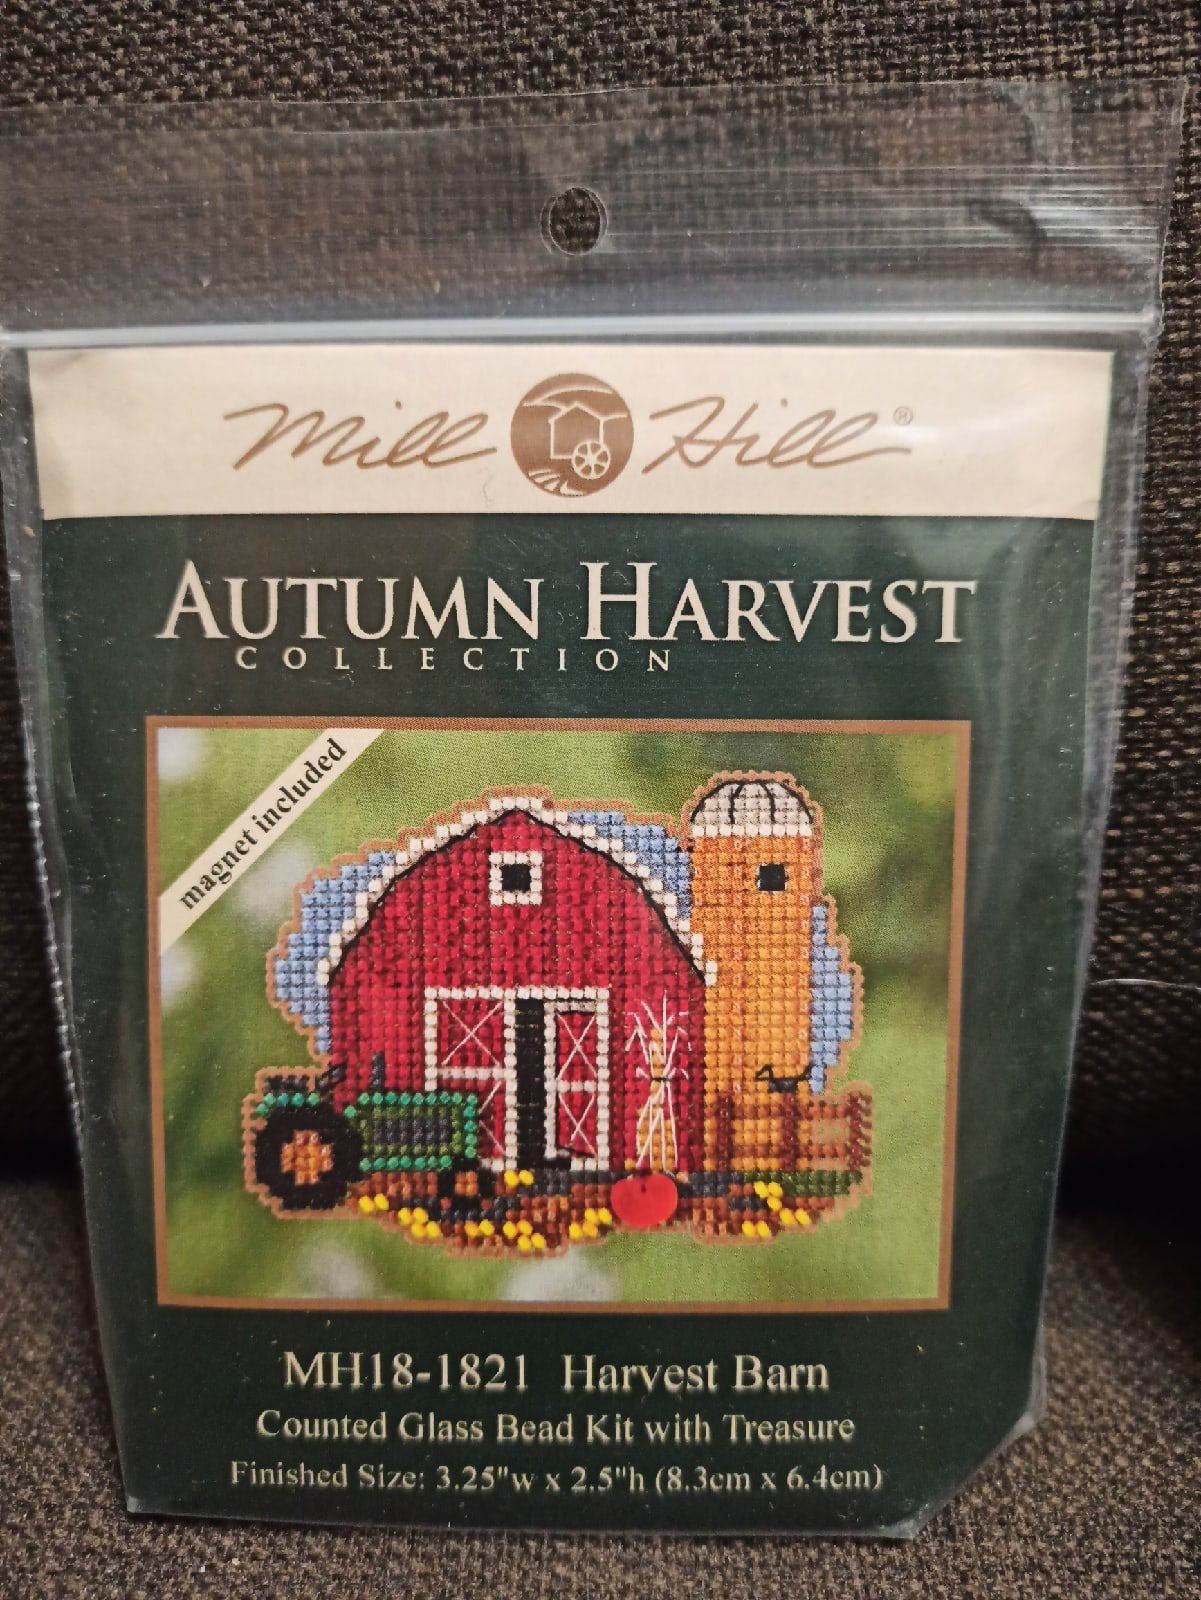 Mill Hill®
AUTUMN HARVEST
COLLECTION
magnet included
MH18-1821 Harvest Barn
Counted Glass Bead Kit with Treasure
Finished Size: 3.25"w x 2.5"h (8.3cm x 6.4cm)